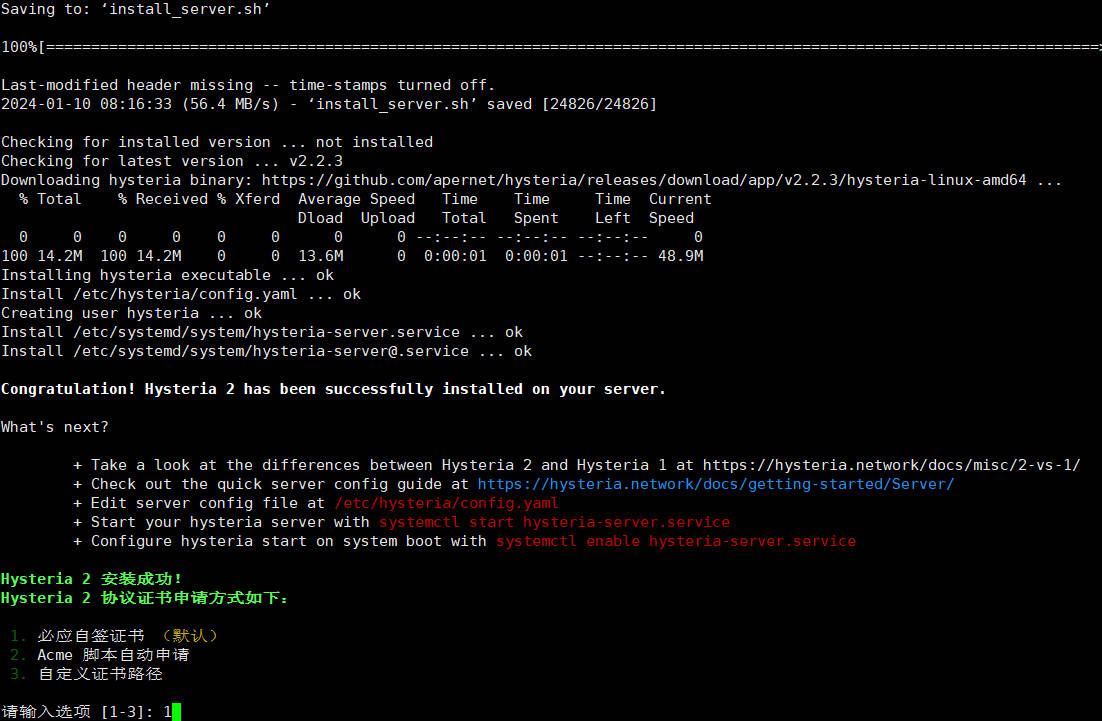 Saving to: ‘install_server.sh’
100%[=====================================================================================================================>
Last-modified header missing -- time-stamps turned off.
2024-01-10 08:16:33 (56.4 MB/s) - ‘install_server.sh’ saved [24826/24826]
Checking for installed version ... not installed
Checking for latest version ... v2.2.3
Downloading hysteria binary: https://github.com/apernet/hysteria/releases/download/app/v2.2.3/hysteria-linux-amd64 ...
  % Total    % Received % Xferd  Average Speed   Time    Time     Time  Current
                                 Dload  Upload   Total   Spent    Left  Speed
  0     0    0     0    0     0      0      0 --:--:-- --:--:-- --:--:--     0
100 14.2M  100 14.2M    0     0  13.6M      0  0:00:01  0:00:01 --:--:-- 48.9M
Installing hysteria executable ... ok
Install /etc/hysteria/config.yaml ... ok
Creating user hysteria ... ok
Install /etc/systemd/system/hysteria-server.service ... ok
Install /etc/systemd/system/hysteria-server@.service ... ok
Congratulation! Hysteria 2 has been successfully installed on your server.
What's next?
+ Take a look at the differences between Hysteria 2 and Hysteria 1 at https://hysteria.network/docs/misc/2-vs-1/
+ Check out the quick server config guide at https://hysteria.network/docs/getting-started/Server/
+ Edit server config file at /etc/hysteria/config.yaml
+ Start your hysteria server with systemctl start hysteria-server.service
+ Configure hysteria start on system boot with systemctl enable hysteria-server.service
Hysteria 2 安装成功！
Hysteria 2 协议证书申请方式如下：
1. 必应自签证书 （默认）
2. Acme 脚本自动申请
3. 自定义证书路径
请输入选项 [1-3]: 1